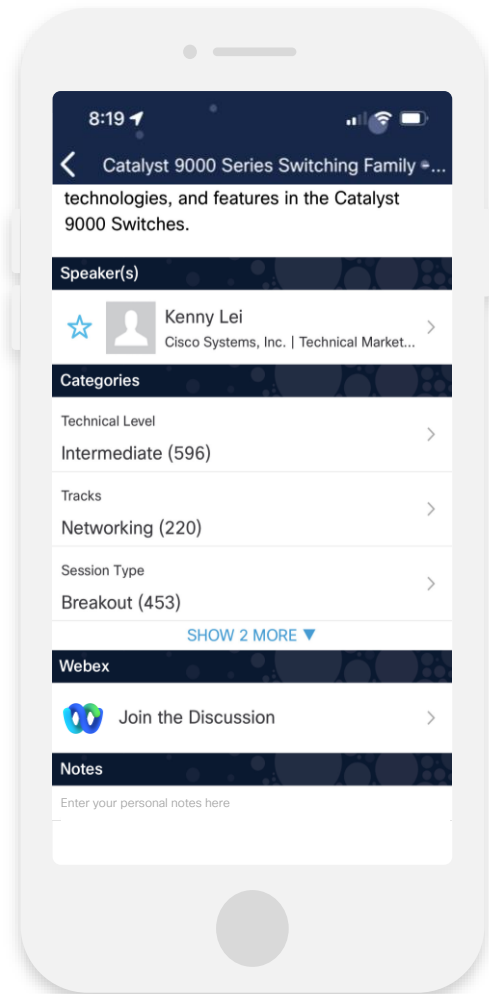 8:19
Catalyst 9000 Series Switching Family -...
technologies, and features in the Catalyst
9000 Switches.
Speaker(s)
Kenny Lei
Cisco Systems, Inc. | Technical Market...
Categories
Technical Level
Intermediate (596)
Tracks
Networking (220)
Session Type
Breakout (453)
SHOW 2 MORE ▼
Webex
Join the Discussion
Notes
Enter your personal notes here